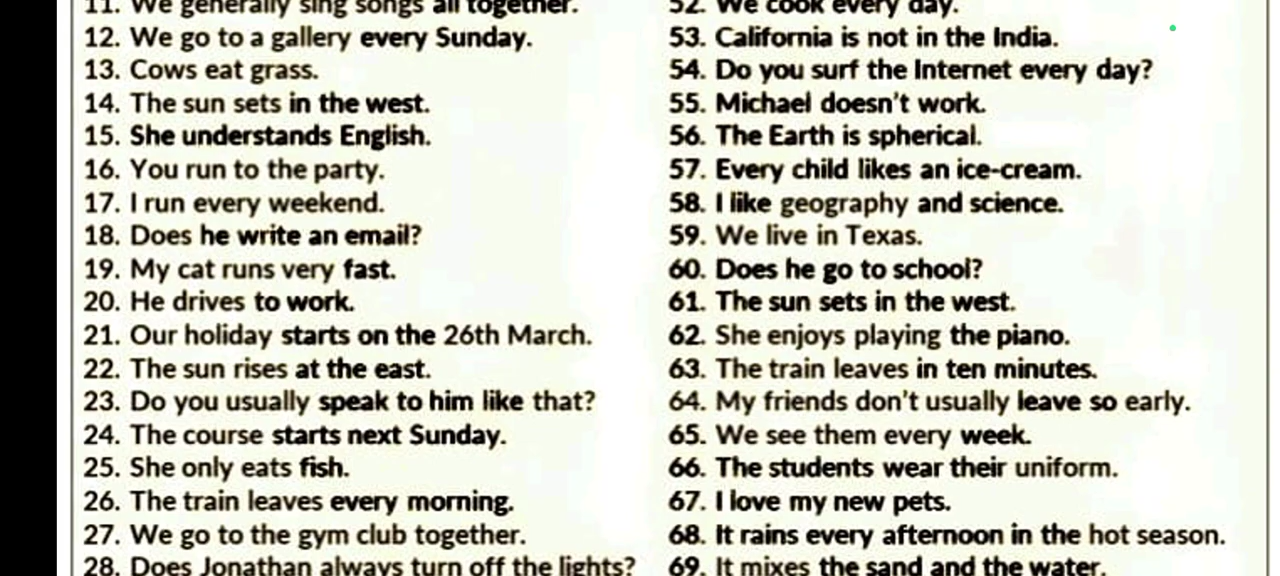 11. We generally sing songs all together.
12. We go to a gallery every Sunday.
13. Cows eat grass.
14. The sun sets in the west.
15. She understands English.
16. You run to the party.
17. I run every weekend.
18. Does he write an email?
19. My cat runs very fast.
20. He drives to work.
21. Our holiday starts on the 26th March.
22. The sun rises at the east.
23. Do you usually speak to him like that?
24. The course starts next Sunday.
25. She only eats fish.
26. The train leaves every morning.
27. We go to the gym club together.
28. Does Jonathan always turn off the lights?
52. We cook every day.
53. California is not in the India.
54. Do you surf the Internet every day?
55. Michael doesn't work.
56. The Earth is spherical.
57. Every child likes an ice-cream.
58. I like geography and science.
59. We live in Texas.
60. Does he go to school?
61. The sun sets in the west.
62. She enjoys playing the piano.
63. The train leaves in ten minutes.
64. My friends don't usually leave so early.
65. We see them every week.
66. The students wear their uniform.
67. I love my new pets.
68. It rains every afternoon in the hot season.
69. It mixes the sand and the water.